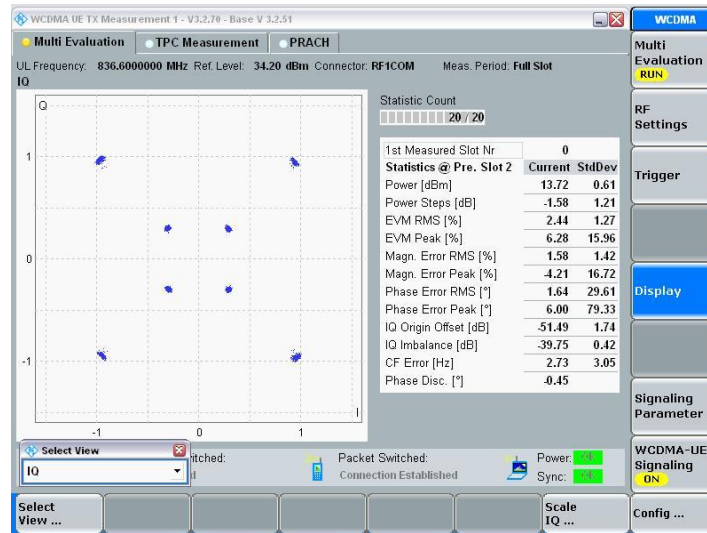 WCDMA UE TX Measurement 1 - V3.2.70 - Base V 3.2.51
WCDMA
Multi Evaluation
TPC Measurement
PRACH
Multi Evaluation
RUN
UL Frequency: 836.6000000 MHz Ref. Level: 34.20 dBm Connector: RF1COM Meas. Period: Full Slot
IQ
Q
1
0
-1
-1 0 1
I
Statistic Count
20 / 20
1st Measured Slot Nr 0
Statistics @ Pre. Slot 2 Current StdDev
Power [dBm] 13.72 0.61
Power Steps [dB] -1.58 1.21
EVM RMS [%] 2.44 1.27
EVM Peak [%] 6.28 15.96
Magn. Error RMS [%] 1.58 1.42
Magn. Error Peak [%] -4.21 16.72
Phase Error RMS [°] 1.64 29.61
Phase Error Peak [°] 6.00 79.33
IQ Origin Offset [dB] -51.49 1.74
IQ Imbalance [dB] -39.75 0.42
CF Error [Hz] 2.73 3.05
Phase Disc. [°] -0.45
RF
Settings
Trigger
Display
Signaling
Parameter
WCDMA-UE
Signaling
ON
Select View
IQ
itched:
Packet Switched:
Connection Established
Power:
Sync:
Select
View ...
Scale
IQ ...
Config ...